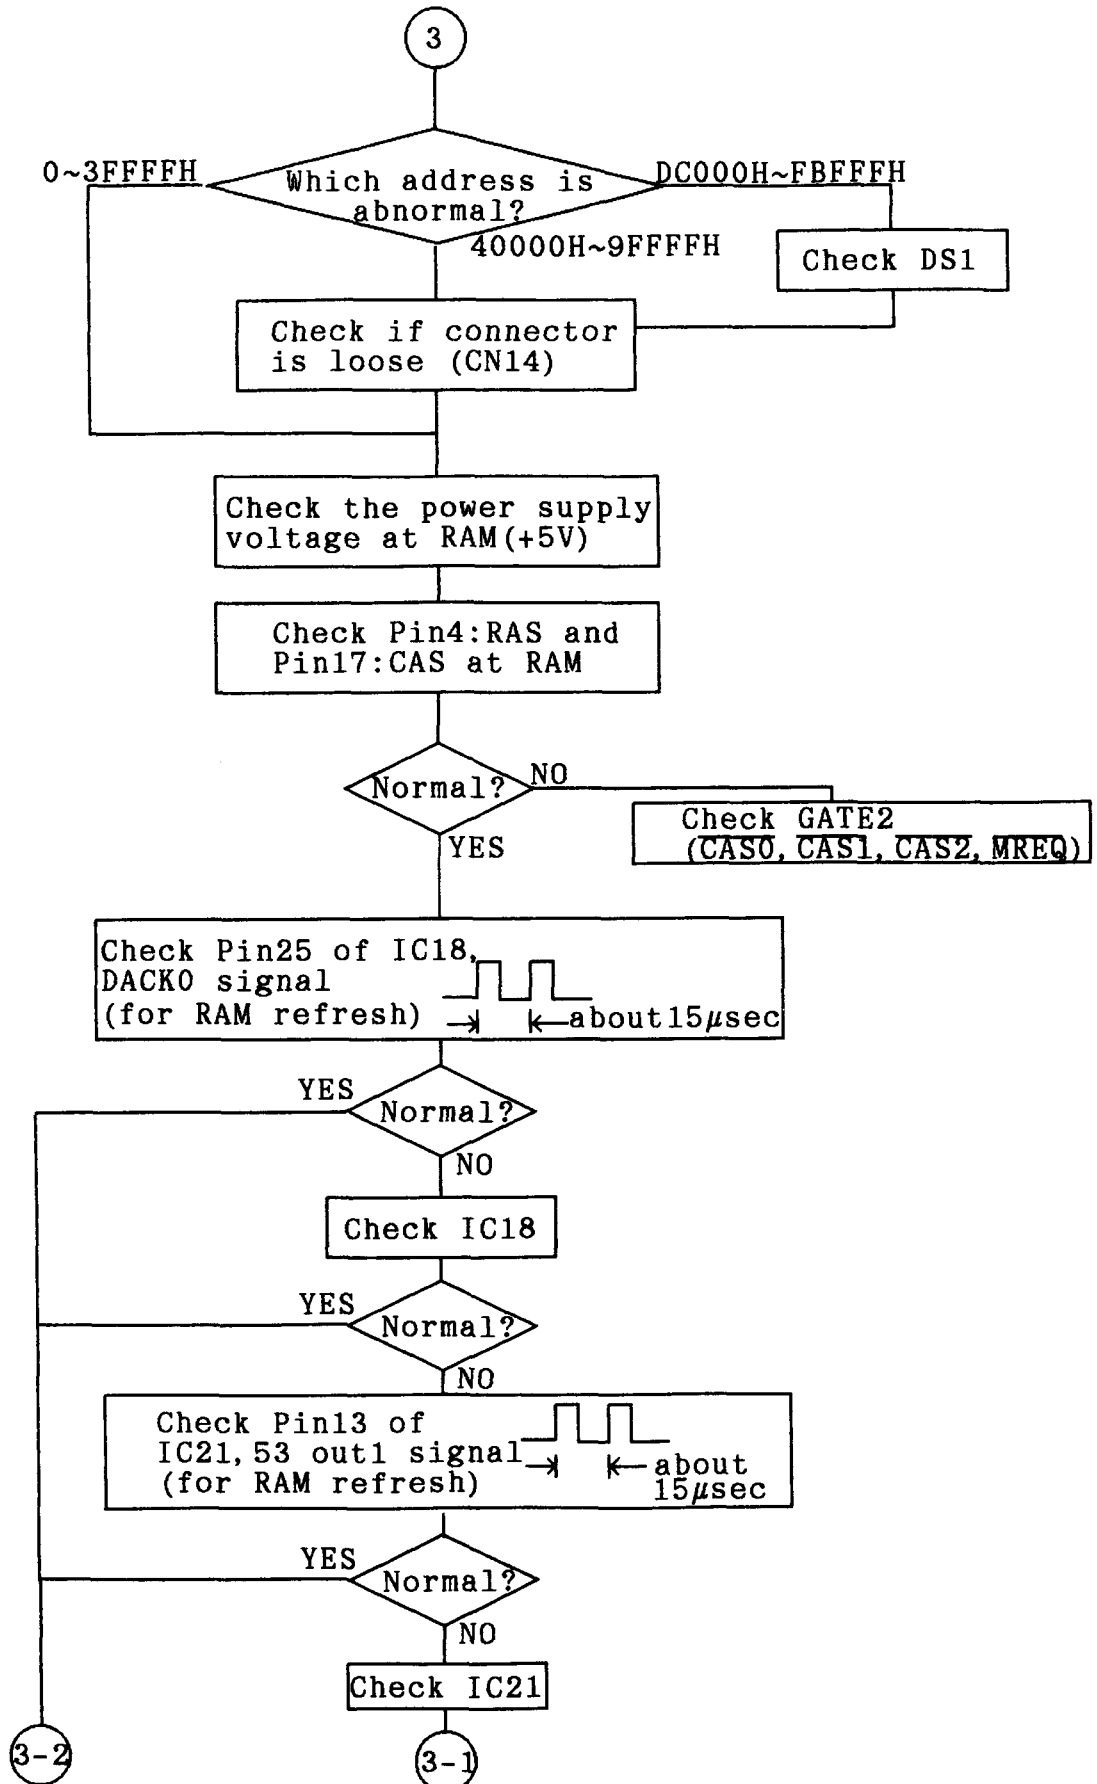 3
0~3FFFFH
Which address is
abnormal?
DC000H~FBFFFH
40000H~9FFFFH
Check DS1
Check if connector
is loose (CN14)
Check the power supply
voltage at RAM(+5V)
Check Pin4:RAS and
Pin17:CAS at RAM
Normal?
NO
YES
Check GATE2
(CAS0, CAS1, CAS2, MREQ)
Check Pin25 of IC18,
DACK0 signal
(for RAM refresh)
about 15μsec
YES
Normal?
NO
Check IC18
YES
Normal?
NO
Check Pin13 of
IC21, 53 out1 signal
(for RAM refresh)
about
15μsec
YES
Normal?
NO
Check IC21
3-2
3-1